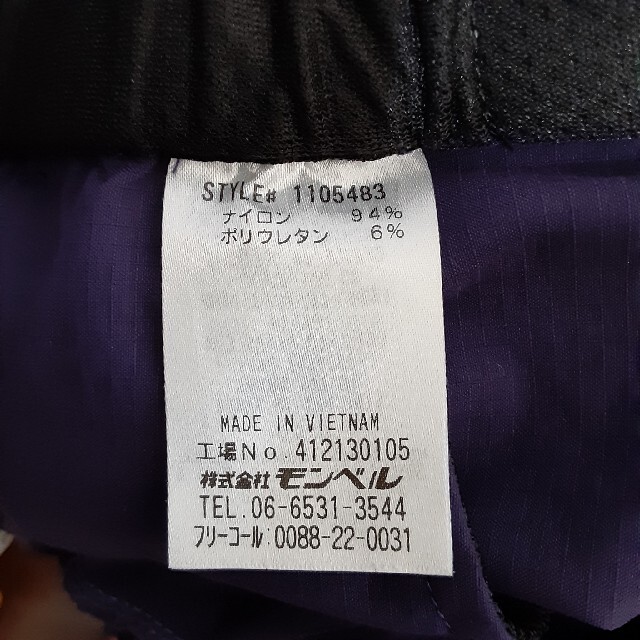 STYLE# 1105483
ナイロン 94%
ポリウレタン 6%
MADE IN VIETNAM
工場No.412130105
株式会社 モンベル
TEL.06-6531-3544
フリーコール:0088-22-0031